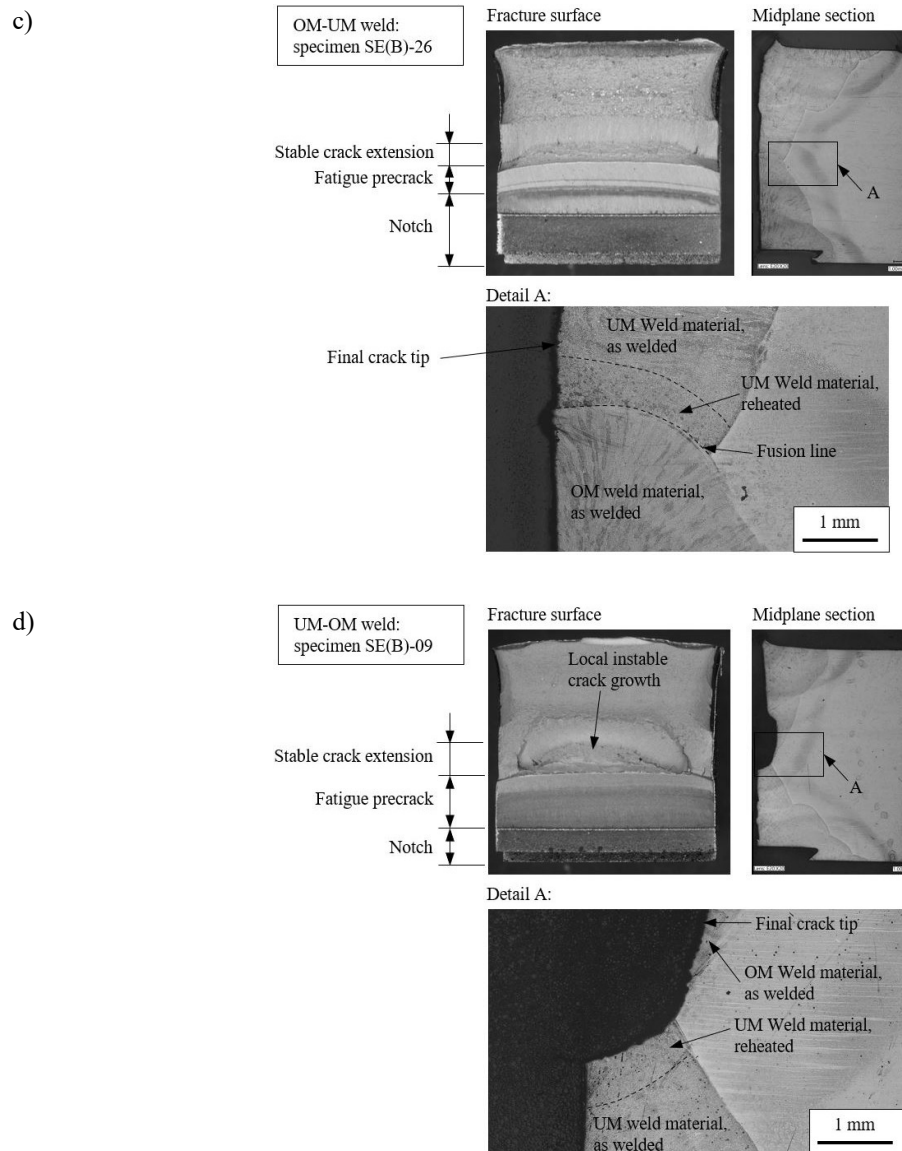 c)
OM-UM weld:
specimen SE(B)-26
Fracture surface
Midplane section
Stable crack extension
Fatigue precrack
Notch
A
Detail A:
Final crack tip
UM Weld material,
as welded
UM Weld material,
reheated
Fusion line
OM weld material,
as welded
1 mm
d)
UM-OM weld:
specimen SE(B)-09
Fracture surface
Midplane section
Local instable
crack growth
Stable crack extension
Fatigue precrack
Notch
A
Detail A:
Final crack tip
OM Weld material,
as welded
UM Weld material,
reheated
UM weld material,
as welded
1 mm